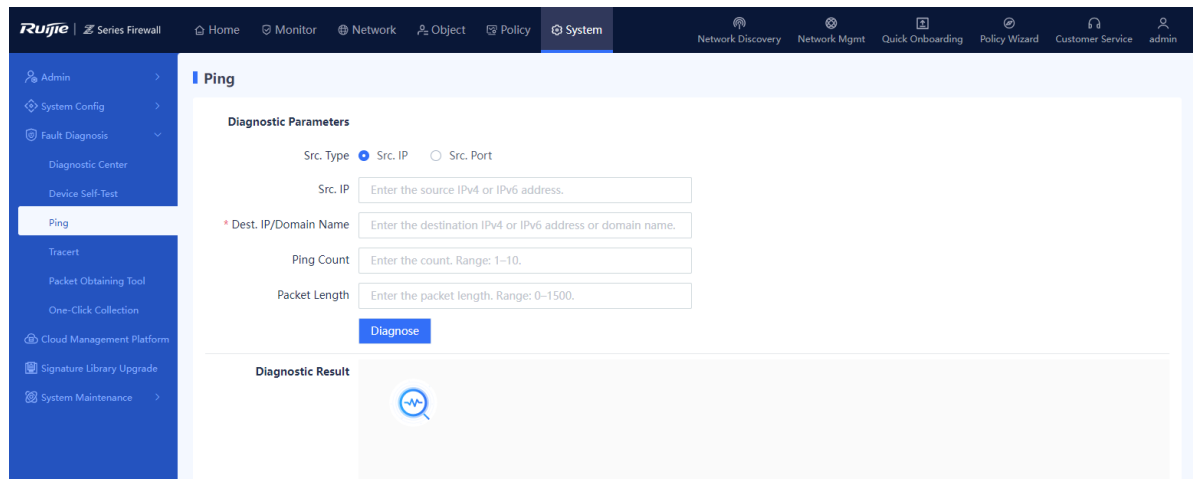 Ruijie | Z Series Firewall
Home
Monitor
Network
Object
Policy
System
Network Discovery
Network Mgmt
Quick Onboarding
Policy Wizard
Customer Service
admin
Admin
System Config
Fault Diagnosis
Diagnostic Center
Device Self-Test
Ping
Tracert
Packet Obtaining Tool
One-Click Collection
Cloud Management Platform
Signature Library Upgrade
System Maintenance
Ping
Diagnostic Parameters
Src. Type Src. IP Src. Port
Src. IP Enter the source IPv4 or IPv6 address.
* Dest. IP/Domain Name Enter the destination IPv4 or IPv6 address or domain name.
Ping Count Enter the count. Range: 1–10.
Packet Length Enter the packet length. Range: 0–1500.
Diagnose
Diagnostic Result